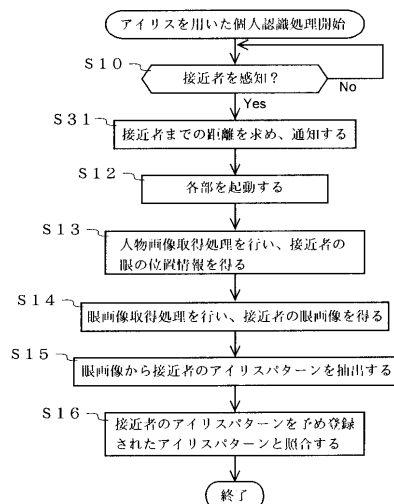 アイリスを用いた個人認識処理開始
S10
接近者を感知?
No
Yes
S31
接近者までの距離を求め、通知する
S12
各部を起動する
S13
人物画像取得処理を行い、接近者の
眼の位置情報を得る
S14
眼画像取得処理を行い、接近者の眼画像を得る
S15
眼画像から接近者のアイリスパターンを抽出する
S16
接近者のアイリスパターンを予め登録
されたアイリスパターンと照合する
終了